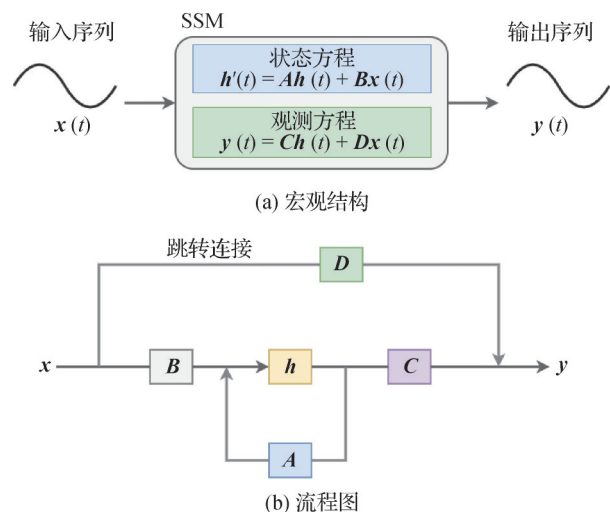 SSM
输入序列
输出序列
状态方程
h′(t) = Ah (t) + Bx (t)
观测方程
y (t) = Ch (t) + Dx (t)
x (t)
y (t)
(a) 宏观结构
跳转连接
D
x
B
h
C
y
A
(b) 流程图